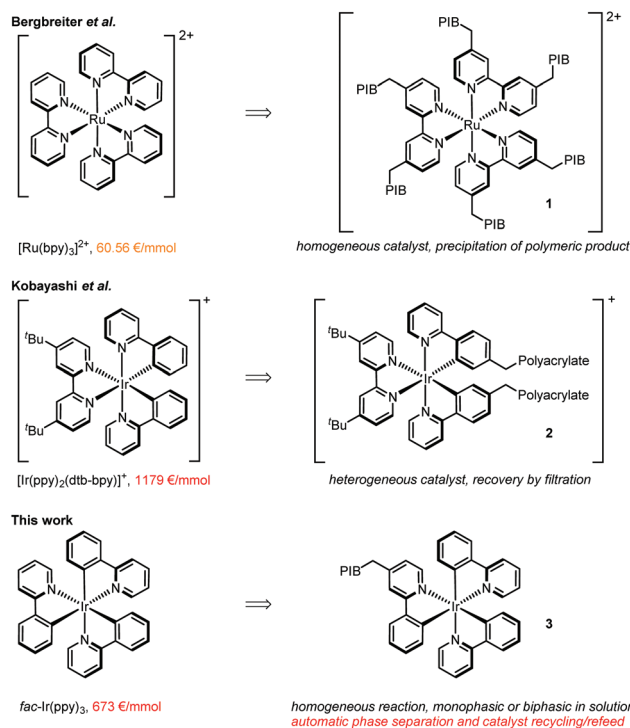 Bergbreiter et al.
2+
2+
PIB
PIB
PIB
PIB
PIB
PIB
N
N
N
N
N
N
Ru
N
N
N
N
N
N
Ru
1
[Ru(bpy)3]2+, 60.56 €/mmol
homogeneous catalyst, precipitation of polymeric product
Kobayashi et al.
+
+
tBu
tBu
N
N
N
N
Ir
tBu
tBu
N
N
N
N
Ir
Polyacrylate
Polyacrylate
2
[Ir(ppy)2(dtb-bpy)]+, 1179 €/mmol
heterogeneous catalyst, recovery by filtration
This work
N
N
N
Ir
PIB
N
N
N
Ir
3
fac-Ir(ppy)3, 673 €/mmol
homogeneous reaction, monophasic or biphasic in solution
automatic phase separation and catalyst recycling/refeed